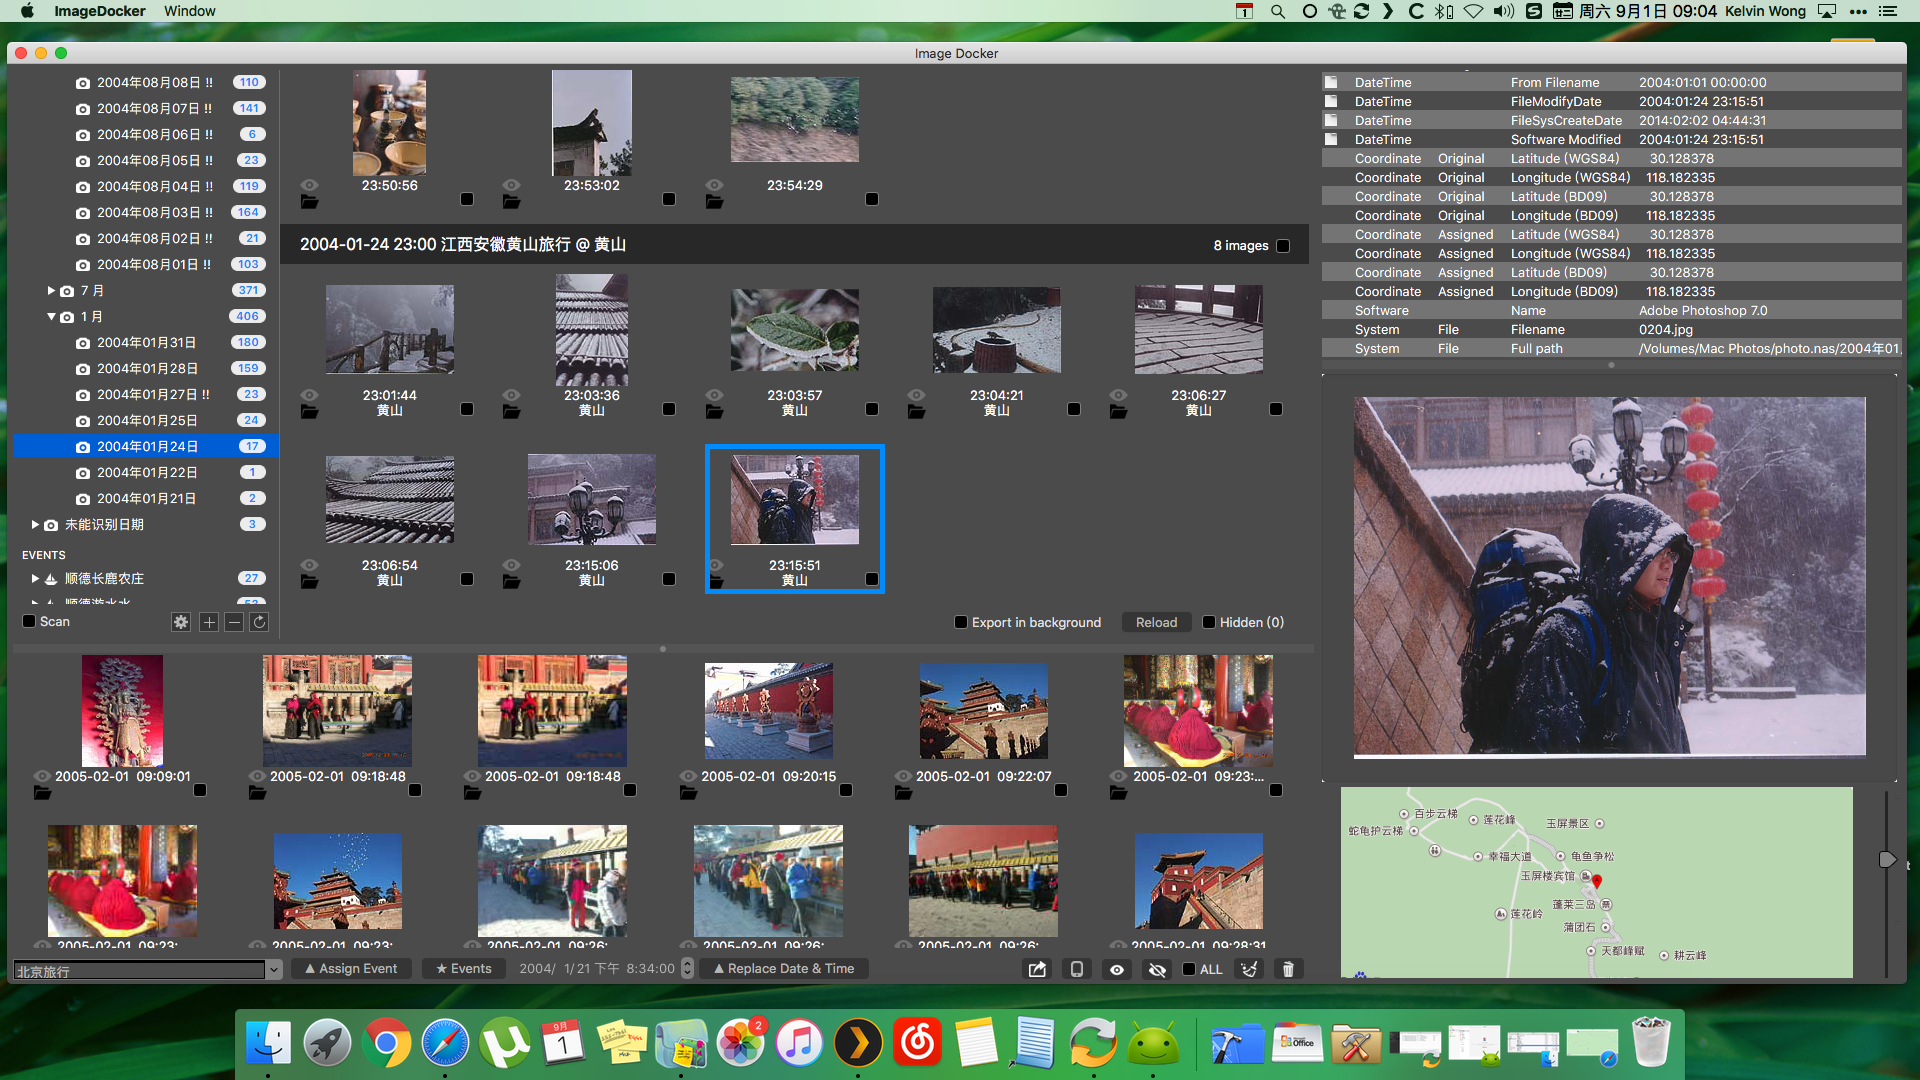 ImageDocker Window
1 周六 9月1日 09:04 Kelvin Wong
Image Docker
2004年08月08日 !! 110
2004年08月07日 !! 141
2004年08月06日 !! 6
2004年08月05日 !! 23
2004年08月04日 !! 119
2004年08月03日 !! 164
2004年08月02日 !! 21
2004年08月01日 !! 103
7 月 371
1 月 406
2004年01月31日 180
2004年01月28日 159
2004年01月27日 !! 23
2004年01月25日 24
2004年01月24日 17
2004年01月22日 1
2004年01月21日 2
未能识别日期 3
EVENTS
顺德长鹿农庄 27
Scan
23:50:56
23:53:02
23:54:29
2004-01-24 23:00 江西安徽黄山旅行 @ 黄山
8 images
23:01:44
黄山
23:03:36
黄山
23:03:57
黄山
23:04:21
黄山
23:06:27
黄山
23:06:54
黄山
23:15:06
黄山
23:15:51
黄山
Export in background
Reload
Hidden (0)
DateTime From Filename 2004:01:01 00:00:00
DateTime FileModifyDate 2004:01:24 23:15:51
DateTime FileSysCreateDate 2014:02:02 04:44:31
DateTime Software Modified 2004:01:24 23:15:51
Coordinate Original Latitude (WGS84) 30.128378
Coordinate Original Longitude (WGS84) 118.182335
Coordinate Original Latitude (BD09) 30.128378
Coordinate Original Longitude (BD09) 118.182335
Coordinate Assigned Latitude (WGS84) 30.128378
Coordinate Assigned Longitude (WGS84) 118.182335
Coordinate Assigned Latitude (BD09) 30.128378
Coordinate Assigned Longitude (BD09) 118.182335
Software Name Adobe Photoshop 7.0
System File Filename 0204.jpg
System File Full path /Volumes/Mac Photos/photo.nas/2004年01
2005-02-01 09:09:01
2005-02-01 09:18:48
2005-02-01 09:18:48
2005-02-01 09:20:15
2005-02-01 09:22:07
2005-02-01 09:23:...
2005-02-01 09:23:
2005-02-01 09:23:
2005-02-01 09:26:
2005-02-01 09:26:
2005-02-01 09:26:
2005-02-01 09:28:31
百步云梯
莲花峰
玉屏景区
蛇龟护云梯
幸福大道
龟鱼争松
玉屏楼宾馆
蓬莱三岛
莲花岭
蒲团石
天都峰赋
耕云峰
北京旅行
▲ Assign Event
★ Events
2004/ 1/21 下午 8:34:00
▲ Replace Date & Time
ALL
9月
1
2
Office